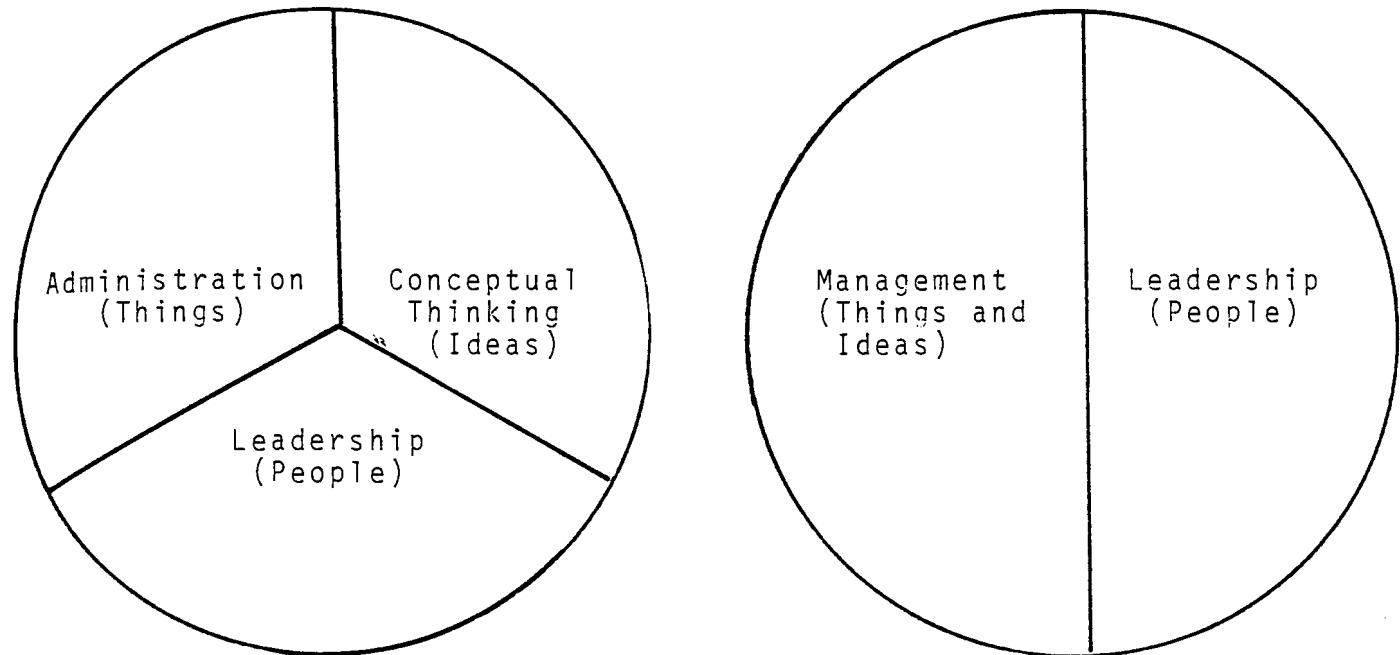 Administration
(Things)
Conceptual
Thinking
(Ideas)
Leadership
(People)
Management
(Things and
Ideas)
Leadership
(People)